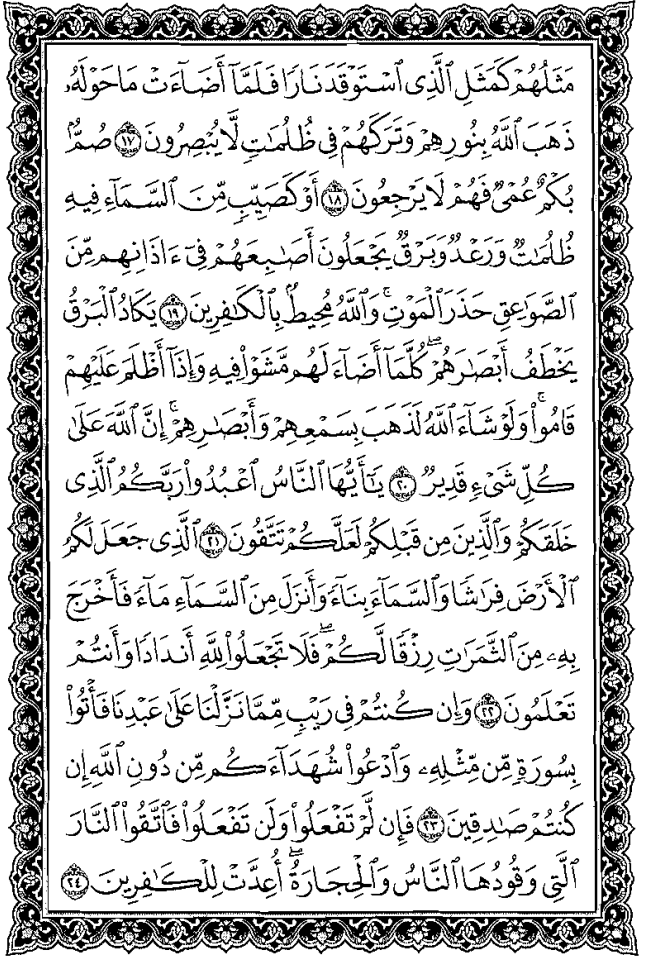 مَثَلُهُمْ كَمَثَلِ ٱلَّذِى ٱسْتَوْقَدَ نَارًا فَلَمَّآ أَضَآءَتْ مَا حَوْلَهُۥ
ذَهَبَ ٱللَّهُ بِنُورِهِمْ وَتَرَكَهُمْ فِى ظُلُمَٰتٍ لَّا يُبْصِرُونَ ١٧ صُمٌّۢ
بُكْمٌ عُمْىٌ فَهُمْ لَا يَرْجِعُونَ ١٨ أَوْ كَصَيِّبٍ مِّنَ ٱلسَّمَآءِ فِيهِ
ظُلُمَٰتٌ وَرَعْدٌ وَبَرْقٌ يَجْعَلُونَ أَصَٰبِعَهُمْ فِىٓ ءَاذَانِهِم مِّنَ
ٱلصَّوَٰعِقِ حَذَرَ ٱلْمَوْتِ ۚ وَٱللَّهُ مُحِيطٌۢ بِٱلْكَٰفِرِينَ ١٩ يَكَادُ ٱلْبَرْقُ
يَخْطَفُ أَبْصَٰرَهُمْ ۖ كُلَّمَآ أَضَآءَ لَهُم مَّشَوْا۟ فِيهِ وَإِذَآ أَظْلَمَ عَلَيْهِمْ
قَامُوا۟ ۚ وَلَوْ شَآءَ ٱللَّهُ لَذَهَبَ بِسَمْعِهِمْ وَأَبْصَٰرِهِمْ ۚ إِنَّ ٱللَّهَ عَلَىٰ
كُلِّ شَىْءٍ قَدِيرٌ ٢٠ يَٰٓأَيُّهَا ٱلنَّاسُ ٱعْبُدُوا۟ رَبَّكُمُ ٱلَّذِى
خَلَقَكُمْ وَٱلَّذِينَ مِن قَبْلِكُمْ لَعَلَّكُمْ تَتَّقُونَ ٢١ ٱلَّذِى جَعَلَ لَكُمُ
ٱلْأَرْضَ فِرَٰشًا وَٱلسَّمَآءَ بِنَآءً وَأَنزَلَ مِنَ ٱلسَّمَآءِ مَآءً فَأَخْرَجَ
بِهِۦ مِنَ ٱلثَّمَرَٰتِ رِزْقًا لَّكُمْ ۖ فَلَا تَجْعَلُوا۟ لِلَّهِ أَندَادًا وَأَنتُمْ
تَعْلَمُونَ ٢٢ وَإِن كُنتُمْ فِى رَيْبٍ مِّمَّا نَزَّلْنَا عَلَىٰ عَبْدِنَا فَأْتُوا۟
بِسُورَةٍ مِّن مِّثْلِهِۦ وَٱدْعُوا۟ شُهَدَآءَكُم مِّن دُونِ ٱللَّهِ إِن
كُنتُمْ صَٰدِقِينَ ٢٣ فَإِن لَّمْ تَفْعَلُوا۟ وَلَن تَفْعَلُوا۟ فَٱتَّقُوا۟ ٱلنَّارَ
ٱلَّتِى وَقُودُهَا ٱلنَّاسُ وَٱلْحِجَارَةُ ۖ أُعِدَّتْ لِلْكَٰفِرِينَ ٢٤